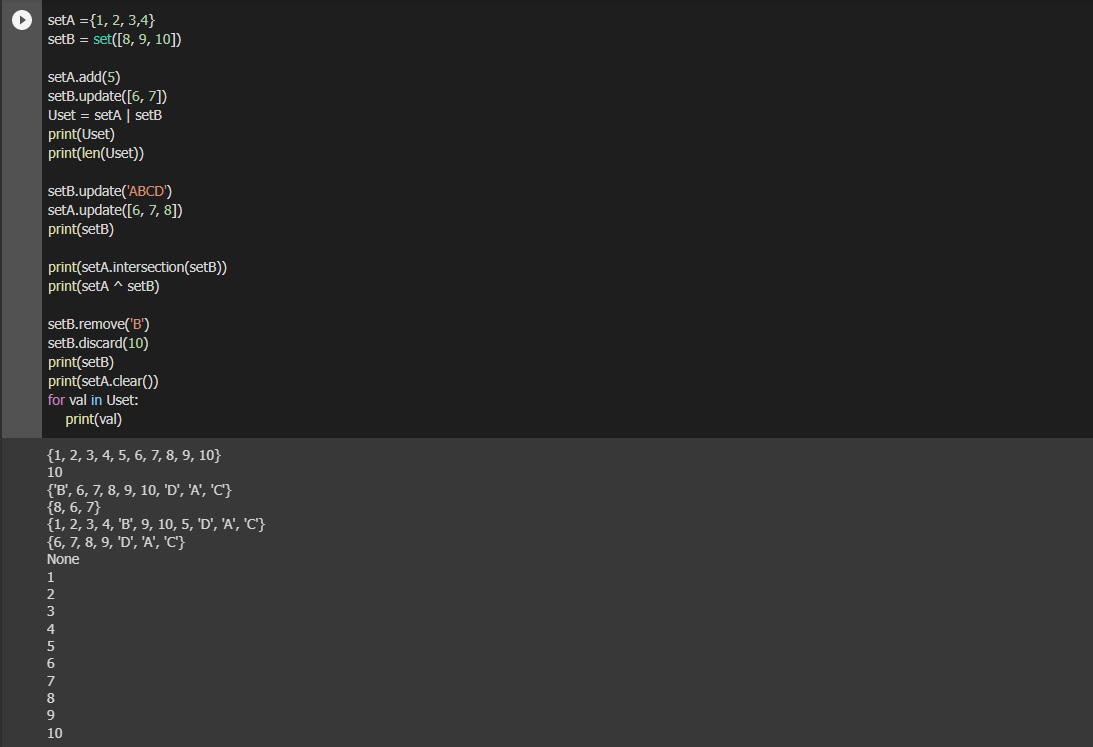 setA ={1, 2, 3,4}
setB = set([8, 9, 10])
setA.add(5)
setB.update([6, 7])
Uset = setA | setB
print(Uset)
print(len(Uset))
setB.update('ABCD')
setA.update([6, 7, 8])
print(setB)
print(setA.intersection(setB))
print(setA ^ setB)
setB.remove('B')
setB.discard(10)
print(setB)
print(setA.clear())
for val in Uset:
    print(val)
{1, 2, 3, 4, 5, 6, 7, 8, 9, 10}
10
{'B', 6, 7, 8, 9, 10, 'D', 'A', 'C'}
{8, 6, 7}
{1, 2, 3, 4, 'B', 9, 10, 5, 'D', 'A', 'C'}
{6, 7, 8, 9, 'D', 'A', 'C'}
None
1
2
3
4
5
6
7
8
9
10